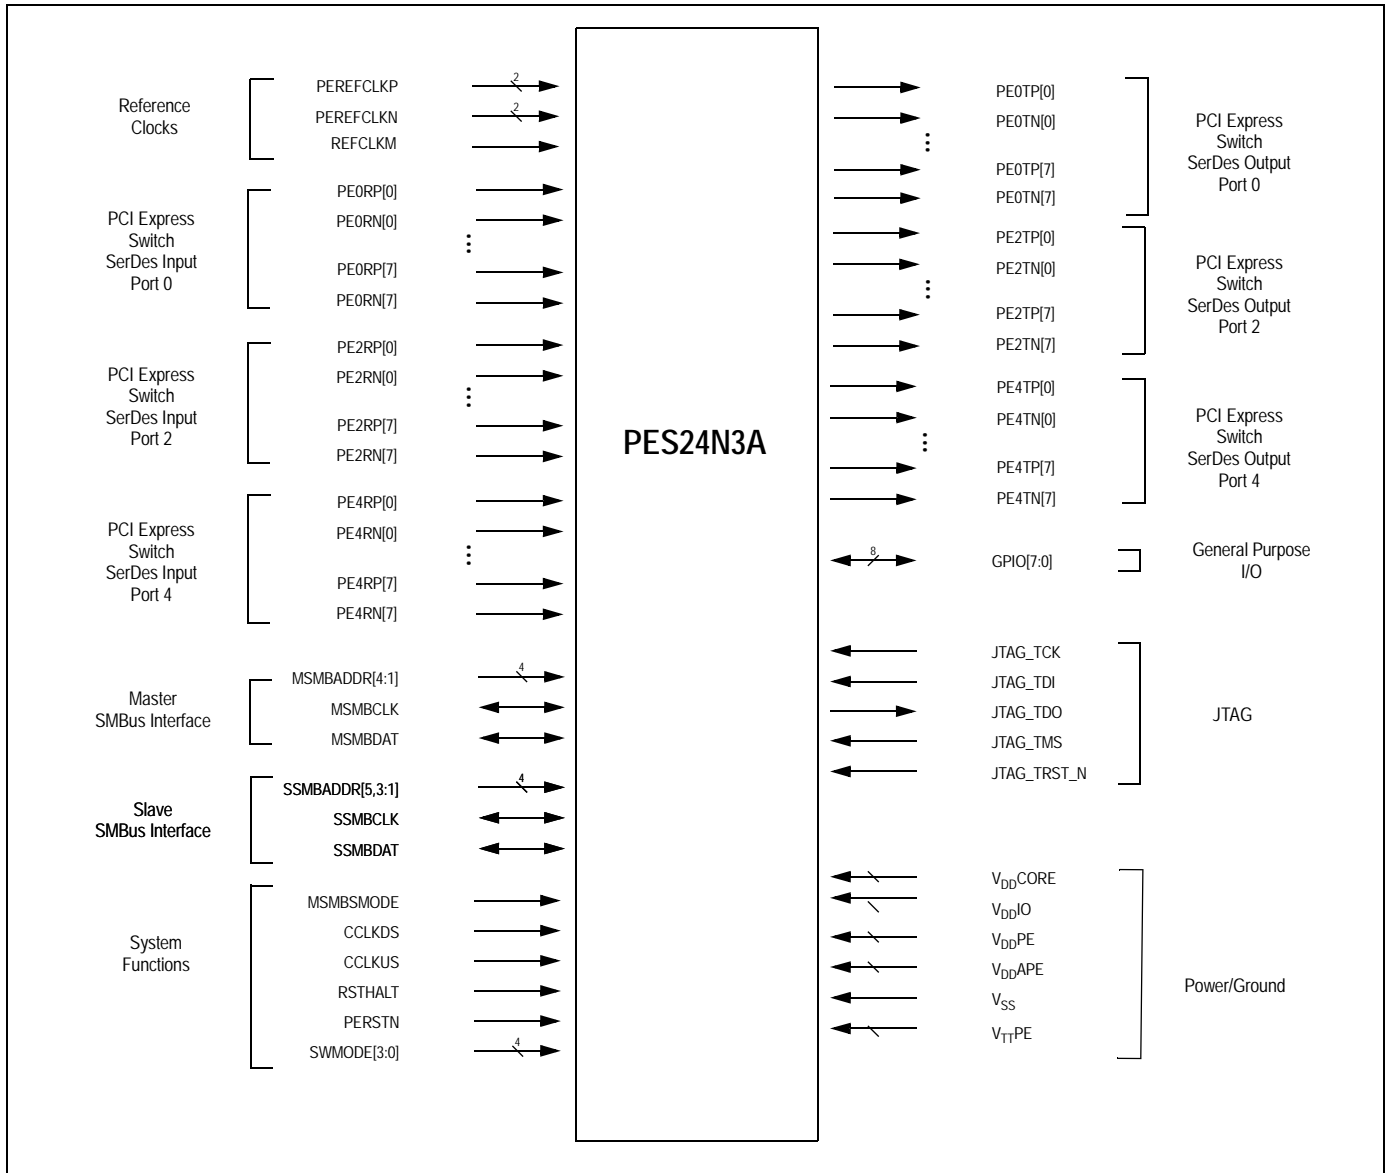 Reference
Clocks
PEREFCLKP
2
PEREFCLKN
2
REFCLKM
PCI Express
Switch
SerDes Input
Port 0
PE0RP[0]
PE0RN[0]
PE0RP[7]
PE0RN[7]
PCI Express
Switch
SerDes Input
Port 2
PE2RP[0]
PE2RN[0]
PE2RP[7]
PE2RN[7]
PCI Express
Switch
SerDes Input
Port 4
PE4RP[0]
PE4RN[0]
PE4RP[7]
PE4RN[7]
Master
SMBus Interface
MSMBADDR[4:1]
4
MSMBCLK
MSMBDAT
Slave
SMBus Interface
SSMBADDR[5,3:1]
4
SSMBCLK
SSMBDAT
System
Functions
MSMBSMODE
CCLKDS
CCLKUS
RSTHALT
PERSTN
SWMODE[3:0]
4
PES24N3A
PE0TP[0]
PE0TN[0]
PE0TP[7]
PE0TN[7]
PCI Express
Switch
SerDes Output
Port 0
PE2TP[0]
PE2TN[0]
PE2TP[7]
PE2TN[7]
PCI Express
Switch
SerDes Output
Port 2
PE4TP[0]
PE4TN[0]
PE4TP[7]
PE4TN[7]
PCI Express
Switch
SerDes Output
Port 4
8
GPIO[7:0]
General Purpose
I/O
JTAG_TCK
JTAG_TDI
JTAG_TDO
JTAG_TMS
JTAG_TRST_N
JTAG
VDDCORE
VDDIO
VDDPE
VDDAPE
VSS
VTTPE
Power/Ground